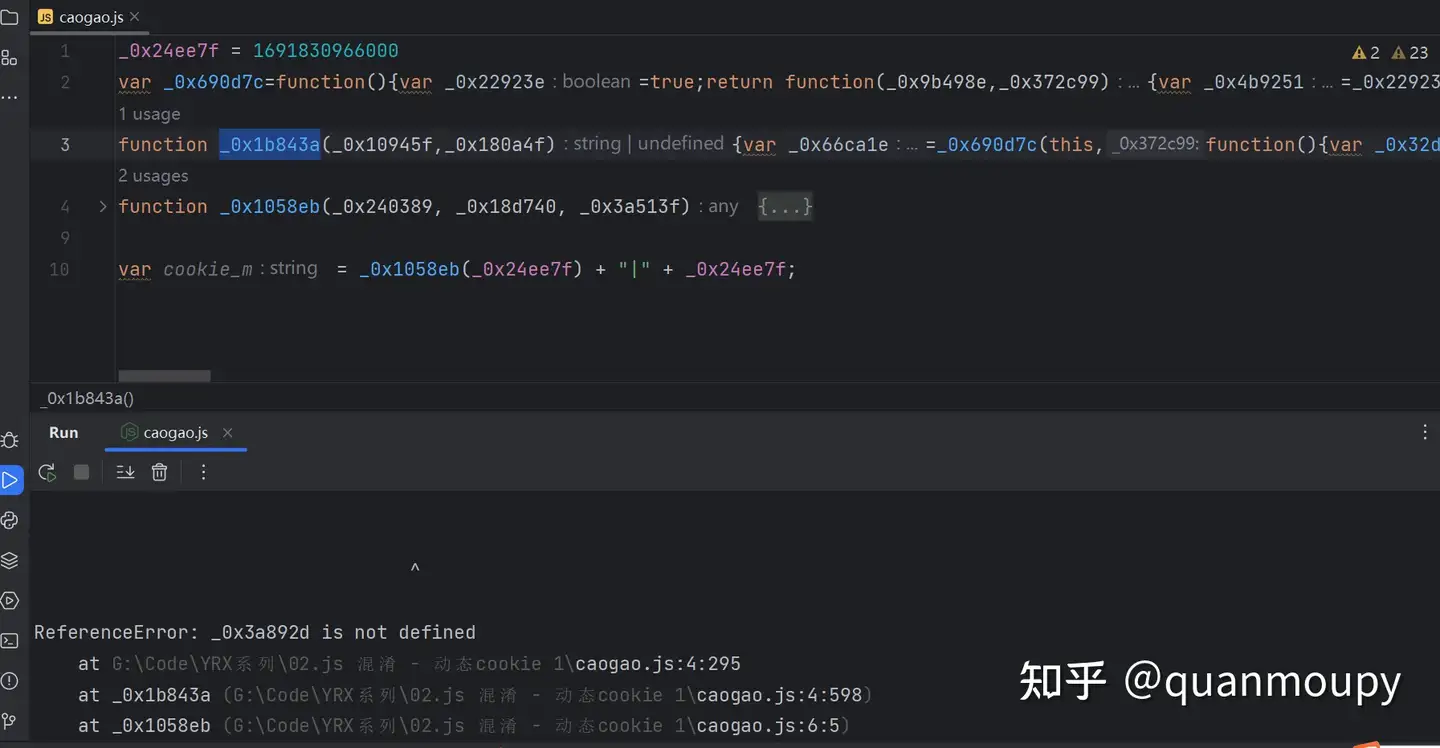 caogao.js
1 _0x24ee7f = 1691830966000
2 23
2 var _0x690d7c=function(){var _0x22923e : boolean =true;return function(_0x9b498e,_0x372c99) : ... {var _0x4b9251 : ... =_0x22923
1 usage
3 function _0x1b843a(_0x10945f,_0x180a4f) : string | undefined {var _0x66ca1e : ... =_0x690d7c(this, _0x372c99: function(){var _0x32d
2 usages
4 function _0x1058eb(_0x240389, _0x18d740, _0x3a513f) : any {...}
9
10 var cookie_m : string = _0x1058eb(_0x24ee7f) + "|" + _0x24ee7f;
_0x1b843a()
Run caogao.js
^
ReferenceError: _0x3a892d is not defined
at G:\Code\YRX系列\02.js 混淆 - 动态cookie 1\caogao.js:4:295
at _0x1b843a (G:\Code\YRX系列\02.js 混淆 - 动态cookie 1\caogao.js:4:598)
at _0x1058eb (G:\Code\YRX系列\02.js 混淆 - 动态cookie 1\caogao.js:6:5)
知乎 @quanmoupy